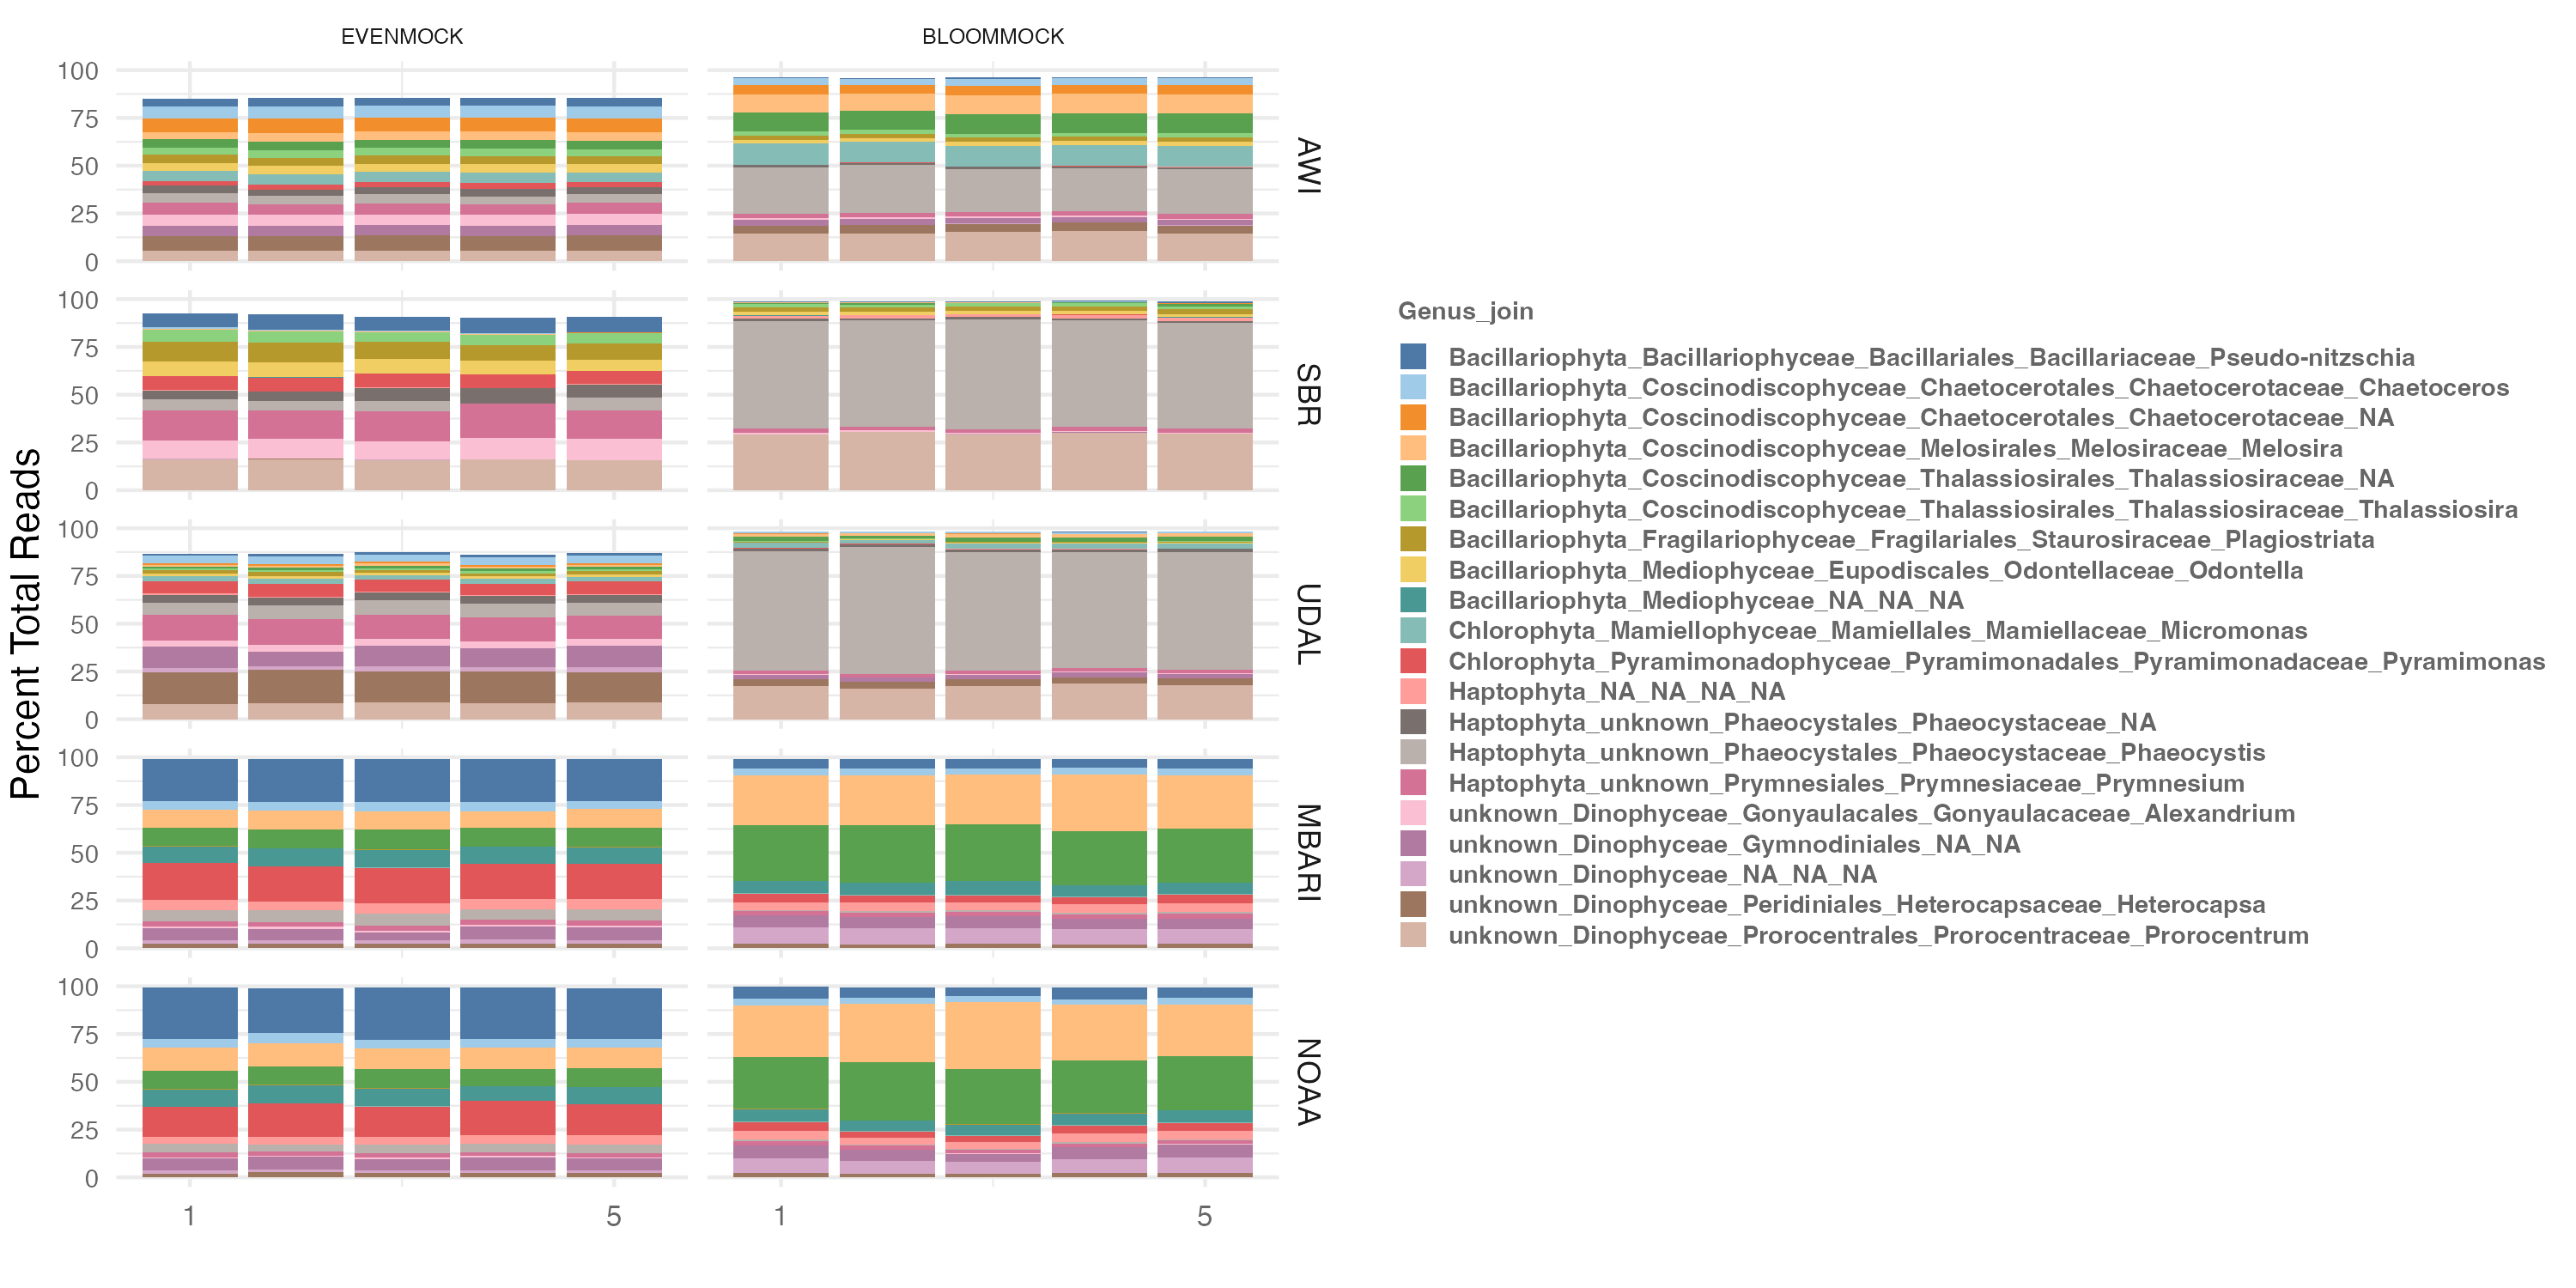 EVENMOCK
BLOOMMOCK
Percent Total Reads
100
75
50
25
0
AWI
100
75
50
25
0
SBR
100
75
50
25
0
UDAL
100
75
50
25
0
MBARI
100
75
50
25
0
NOAA
1
5
1
5
Genus_join
Bacillariophyta_Bacillariophyceae_Bacillariales_Bacillariaceae_Pseudo-nitzschia
Bacillariophyta_Coscinodiscophyceae_Chaetocerotales_Chaetocerotaceae_Chaetoceros
Bacillariophyta_Coscinodiscophyceae_Chaetocerotales_Chaetocerotaceae_NA
Bacillariophyta_Coscinodiscophyceae_Melosirales_Melosiraceae_Melosira
Bacillariophyta_Coscinodiscophyceae_Thalassiosirales_Thalassiosiraceae_NA
Bacillariophyta_Coscinodiscophyceae_Thalassiosirales_Thalassiosiraceae_Thalassiosira
Bacillariophyta_Fragilariophyceae_Fragilariales_Staurosiraceae_Plagiostriata
Bacillariophyta_Mediophyceae_Eupodiscales_Odontellaceae_Odontella
Bacillariophyta_Mediophyceae_NA_NA_NA
Chlorophyta_Mamiellophyceae_Mamiellales_Mamiellaceae_Micromonas
Chlorophyta_Pyramimonadophyceae_Pyramimonadales_Pyramimonadaceae_Pyramimonas
Haptophyta_NA_NA_NA_NA
Haptophyta_unknown_Phaeocystales_Phaeocystaceae_NA
Haptophyta_unknown_Phaeocystales_Phaeocystaceae_Phaeocystis
Haptophyta_unknown_Prymnesiales_Prymnesiaceae_Prymnesium
unknown_Dinophyceae_Gonyaulacales_Gonyaulacaceae_Alexandrium
unknown_Dinophyceae_Gymnodiniales_NA_NA
unknown_Dinophyceae_NA_NA_NA
unknown_Dinophyceae_Peridiniales_Heterocapsaceae_Heterocapsa
unknown_Dinophyceae_Prorocentrales_Prorocentraceae_Prorocentrum